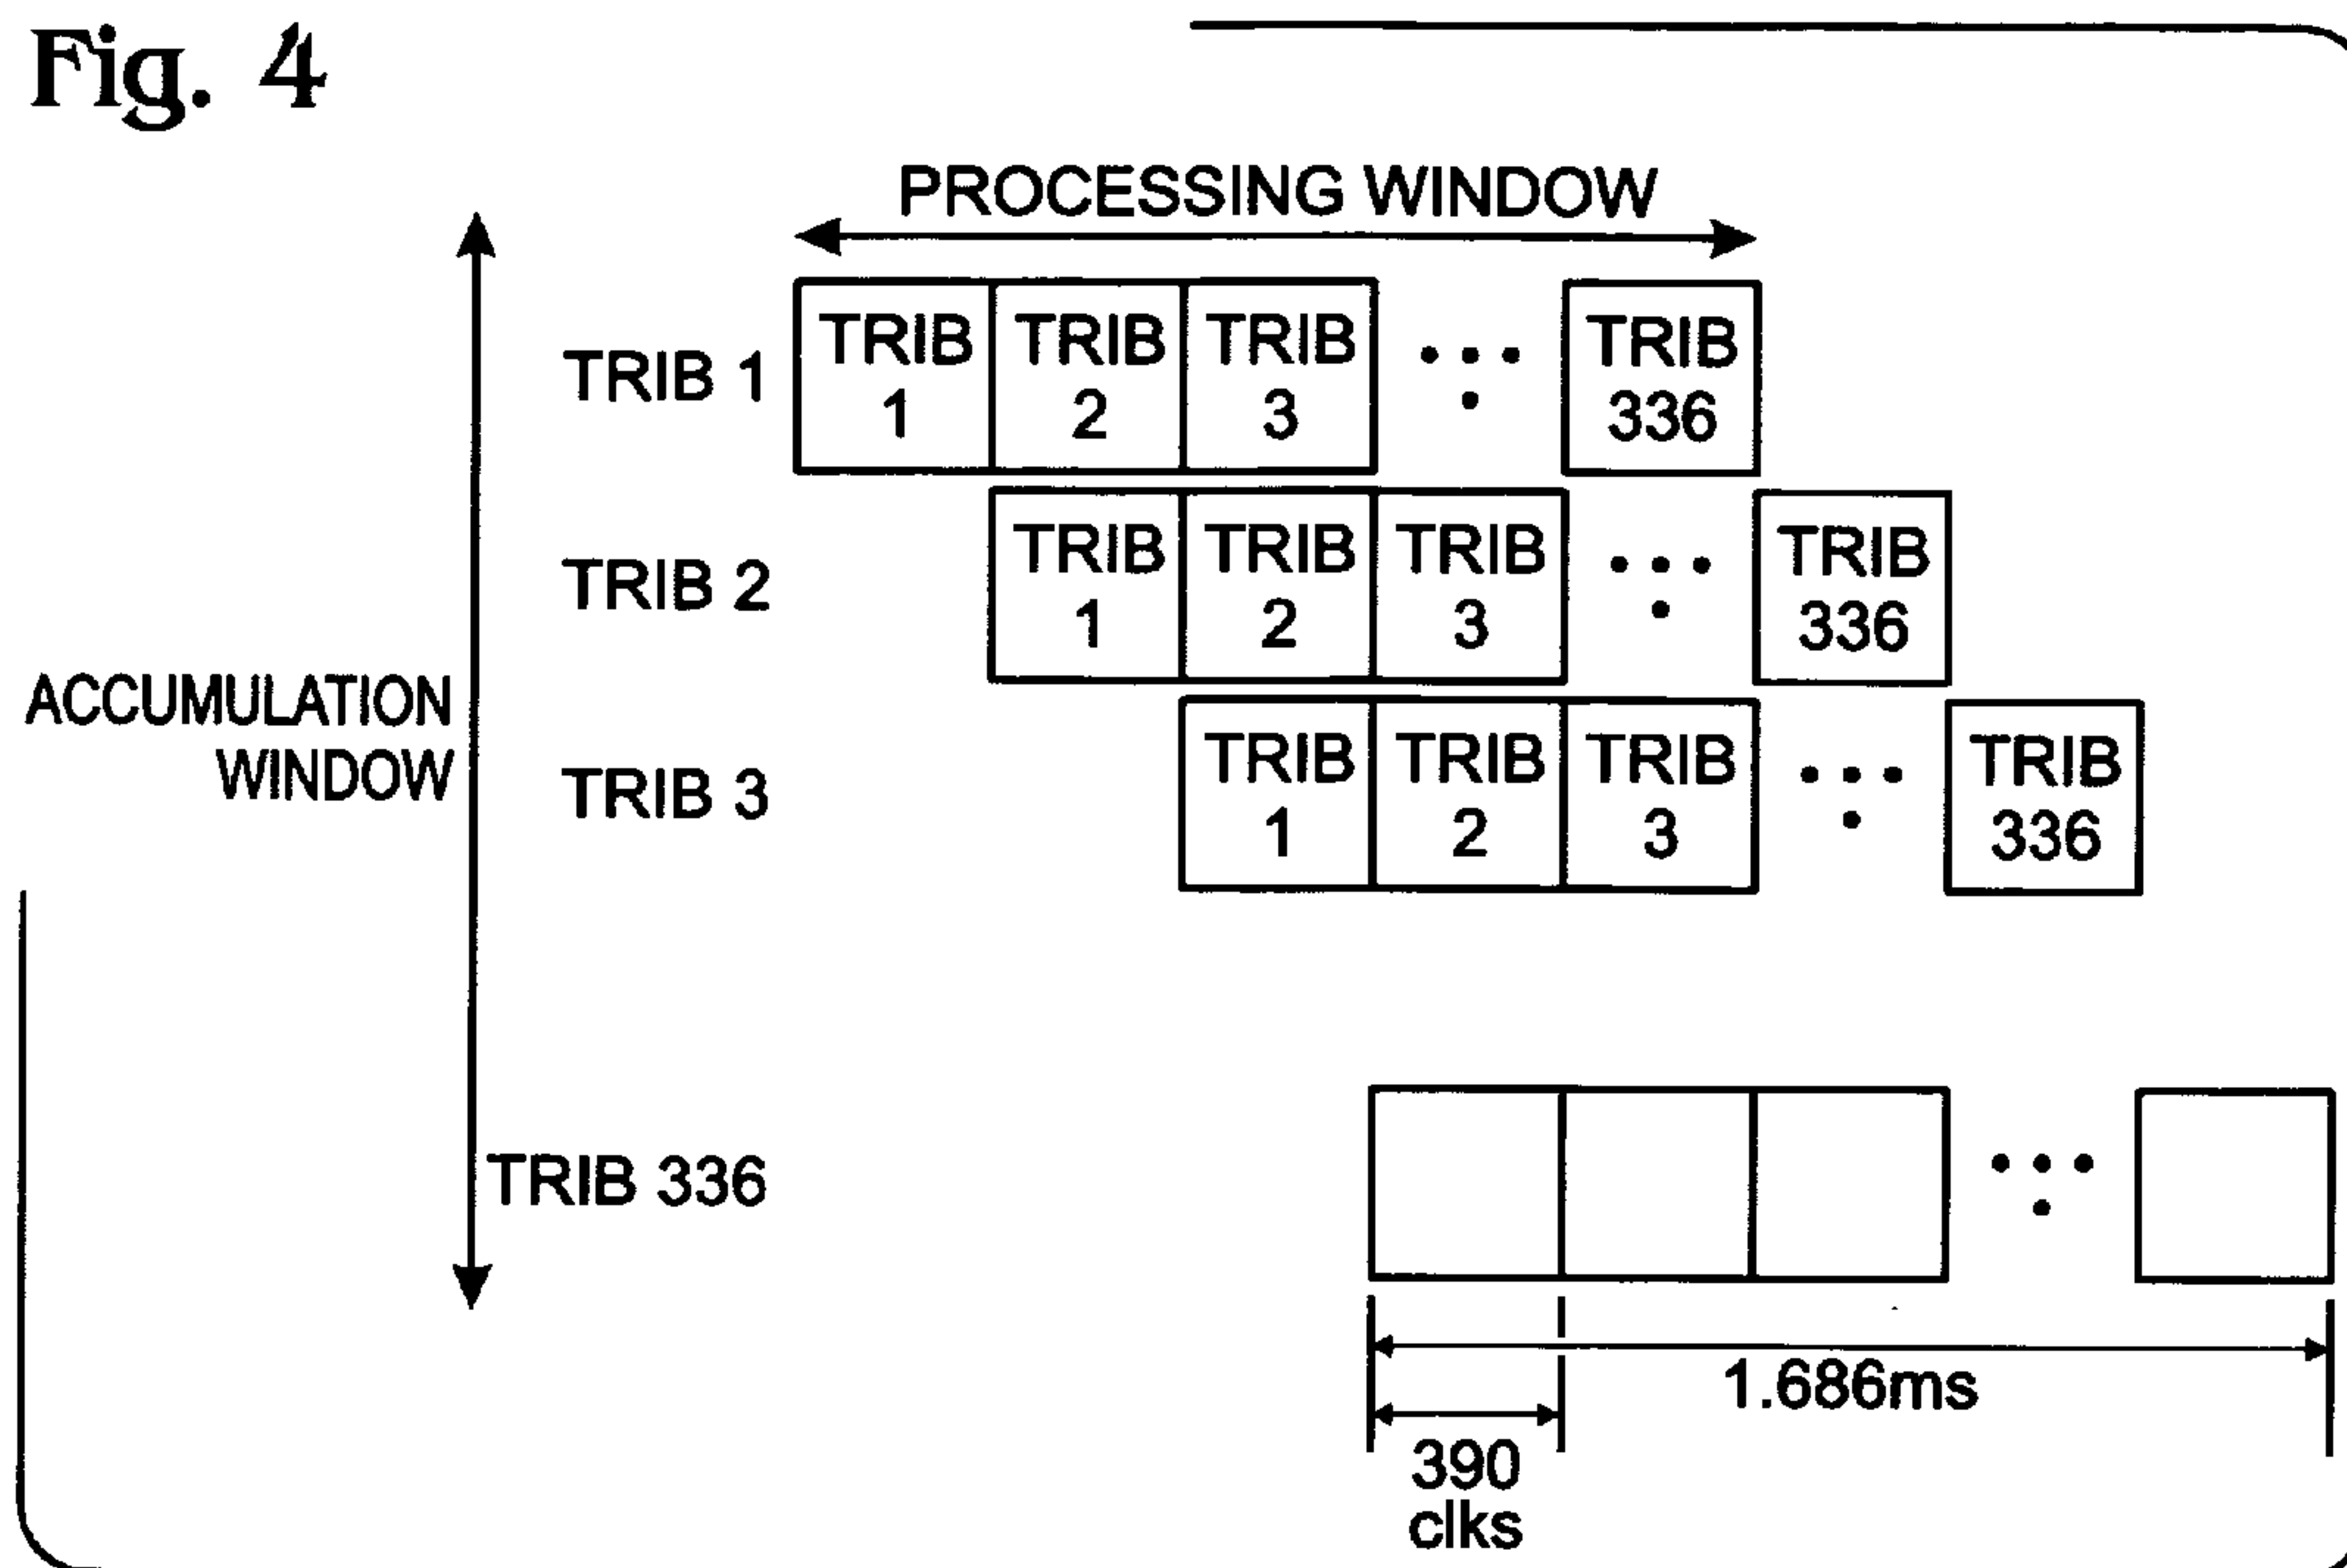 Fig. 4
PROCESSING WINDOW
TRIB 1
TRIB
1
TRIB
2
TRIB
3
TRIB
336
TRIB 2
TRIB
1
TRIB
2
TRIB
3
TRIB
336
ACCUMULATION
WINDOW
TRIB 3
TRIB
1
TRIB
2
TRIB
3
TRIB
336
TRIB 336
1.686ms
390
clks